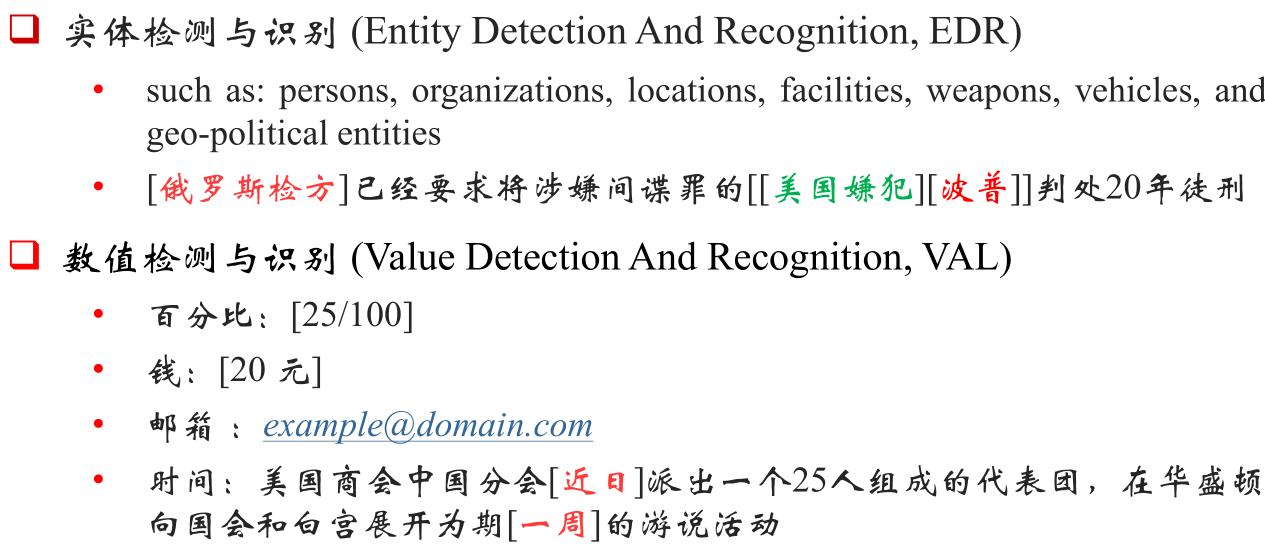 实体检测与识别 (Entity Detection And Recognition, EDR)
• such as: persons, organizations, locations, facilities, weapons, vehicles, and
geo-political entities
• [俄罗斯检方]已经要求将涉嫌间谍罪的[[美国嫌犯][波普]]判处20年徒刑
数值检测与识别 (Value Detection And Recognition, VAL)
• 百分比：[25/100]
• 钱：[20 元]
• 邮箱 ：example@domain.com
• 时间：美国商会中国分会[近日]派出一个25人组成的代表团，在华盛顿
向国会和白宫展开为期[一周]的游说活动